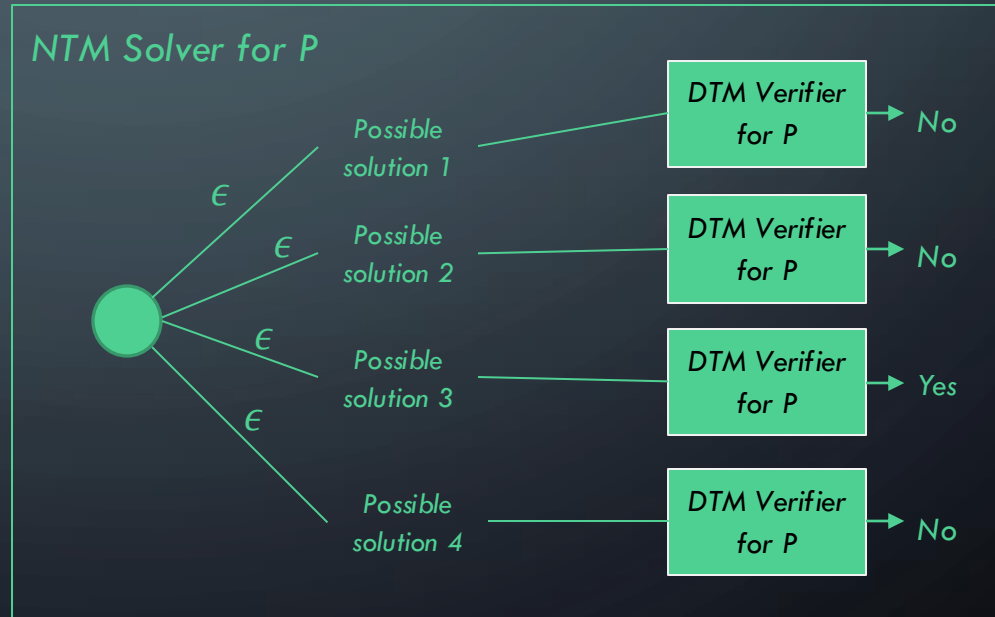 NTM Solver for P
ϵ
Possible
solution 1
DTM Verifier
for P
No
ϵ
Possible
solution 2
DTM Verifier
for P
No
ϵ
Possible
solution 3
DTM Verifier
for P
Yes
ϵ
Possible
solution 4
DTM Verifier
for P
No